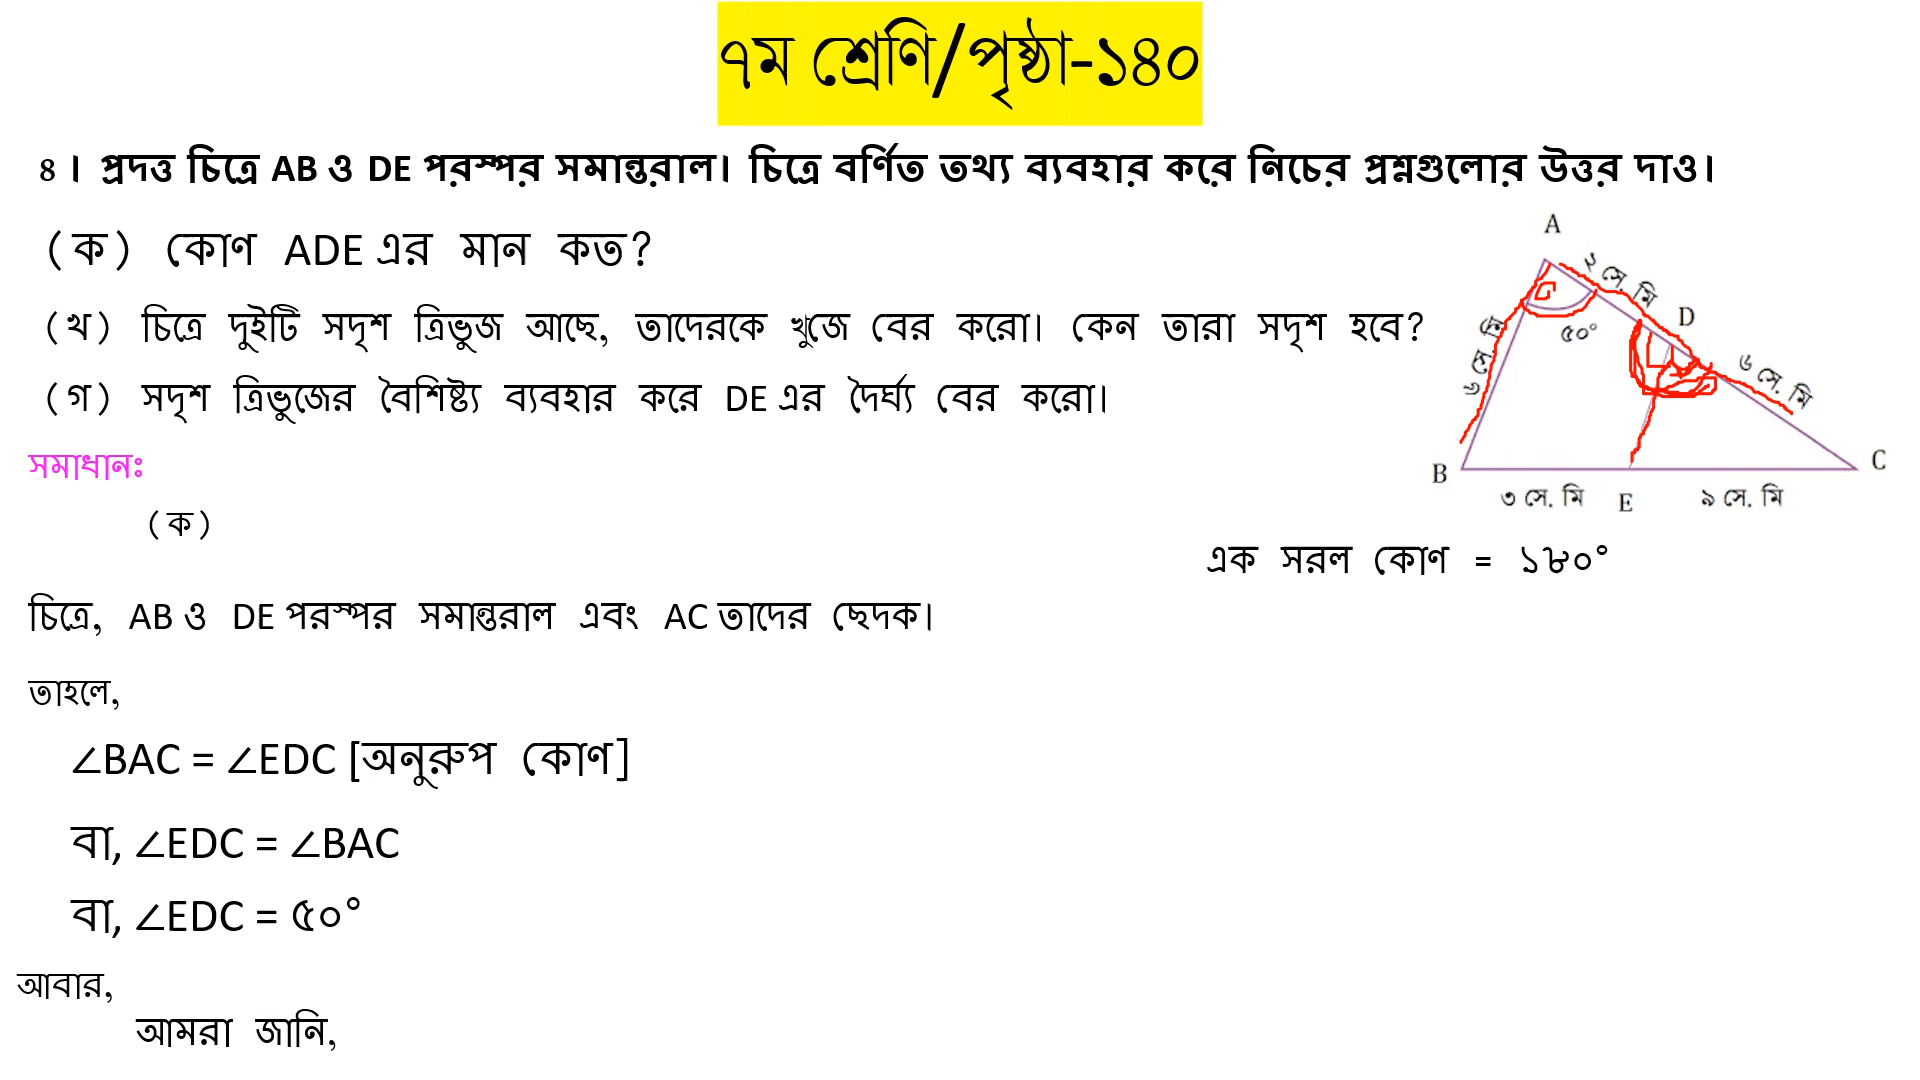 ৭ম শ্রেণি/পৃষ্ঠা-১৪০
8। প্রদত্ত চিত্রে AB ও DE পরস্পর সমান্তরাল। চিত্রে বর্ণিত তথ্য ব্যবহার করে নিচের প্রশ্নগুলোর উত্তর দাও।
(ক) কোণ ADE এর মান কত?
(খ) চিত্রে দুইটি সদৃশ ত্রিভুজ আছে, তাদেরকে খুজে বের করো। কেন তারা সদৃশ হবে?
(গ) সদৃশ ত্রিভুজের বৈশিষ্ট্য ব্যবহার করে DE এর দৈর্ঘ্য বের করো।
A
২ সে. মি
D
৫০°
৬ সে. মি
৬ সে. মি
B
C
৩ সে. মি
E
৯ সে. মি
সমাধানঃ
(ক)
এক সরল কোণ = ১৮০°
চিত্রে, AB ও DE পরস্পর সমান্তরাল এবং AC তাদের ছেদক।
তাহলে,
∠BAC = ∠EDC [অনুরুপ কোণ]
বা, ∠EDC = ∠BAC
বা, ∠EDC = ৫০°
আবার,
আমরা জানি,